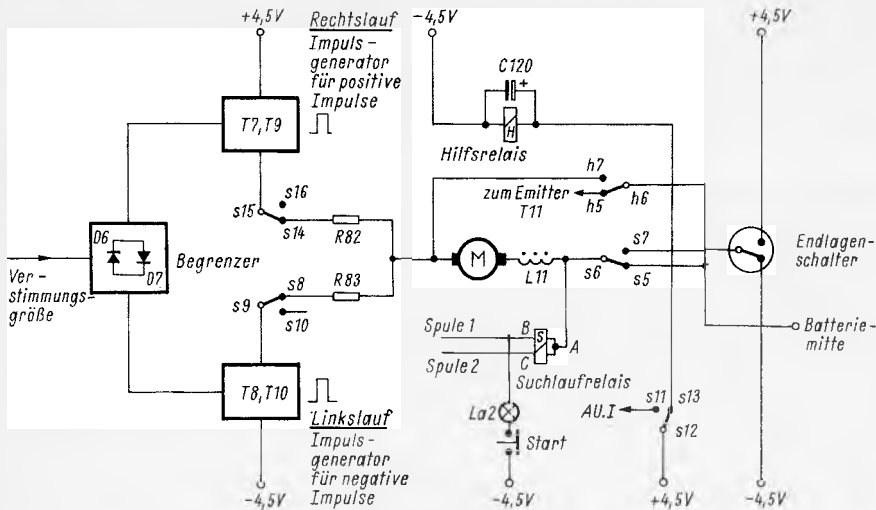 +4,5V
Rechtslauf
Impuls-
generator
für positive
Impulse
-4,5V
+4,5V
C120
+
H
Hilfsrelais
T7,T9
h7
zum Emitter
T11
h5
h6
s16
s15
s14
R82
D6
D7
Begrenzer
Ver-
stimmungs-
größe
M
L11
s7
s6
s5
Endlagen-
schalter
s8
s9
s10
R83
Spule 1
B
S
A
Spule 2
C
Suchlaufrelais
Batterie-
mitte
T8,T10
Linkslauf
Impuls-
generator
für negative
Impulse
La2
Start
AU.I
s11
s13
s12
-4,5V
-4,5V
+4,5V
-4,5V